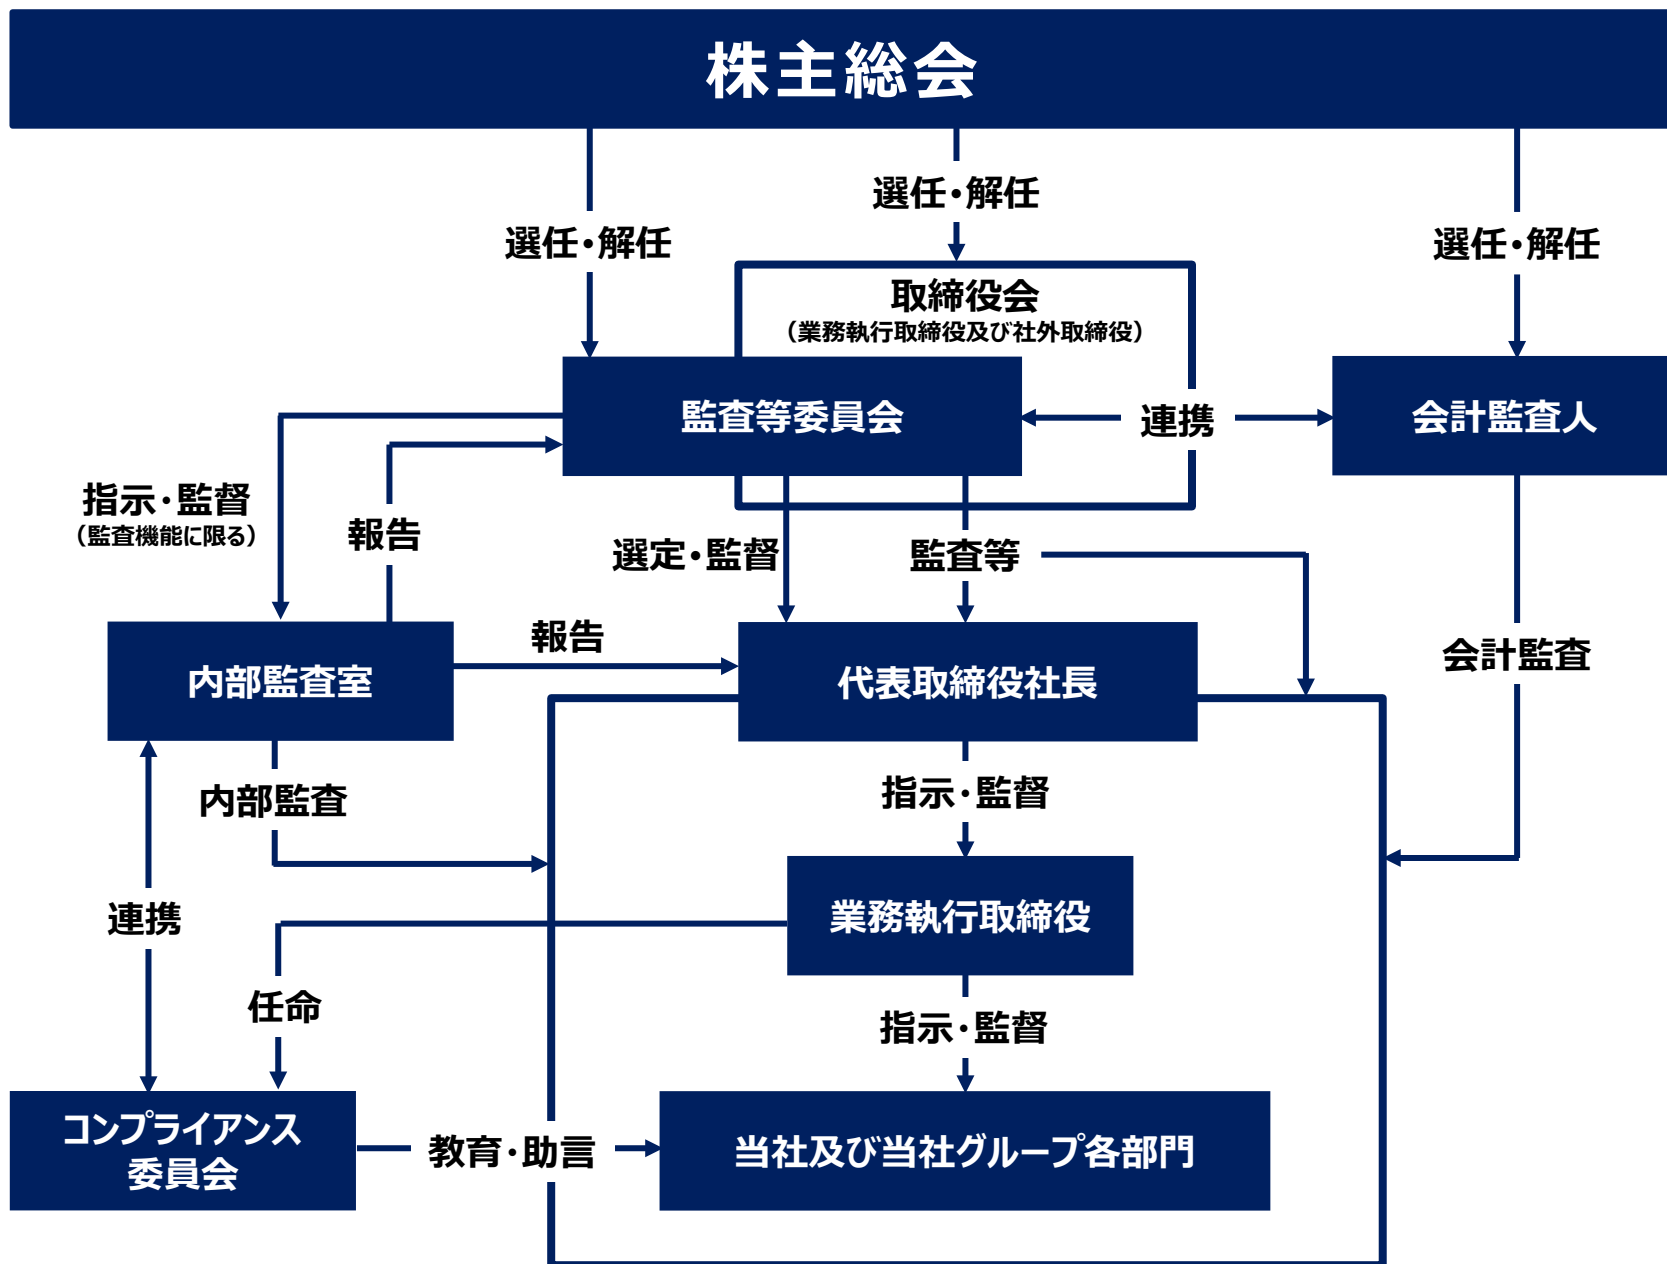 株主総会
選任・解任
選任・解任
選任・解任
取締役会
（業務執行取締役及び社外取締役）
監査等委員会
連携
会計監査人
指示・監督
（監査機能に限る）
報告
選定・監督
監査等
報告
内部監査室
代表取締役社長
会計監査
内部監査
指示・監督
連携
業務執行取締役
任命
指示・監督
コンプライアンス
委員会
教育・助言
当社及び当社グループ各部門